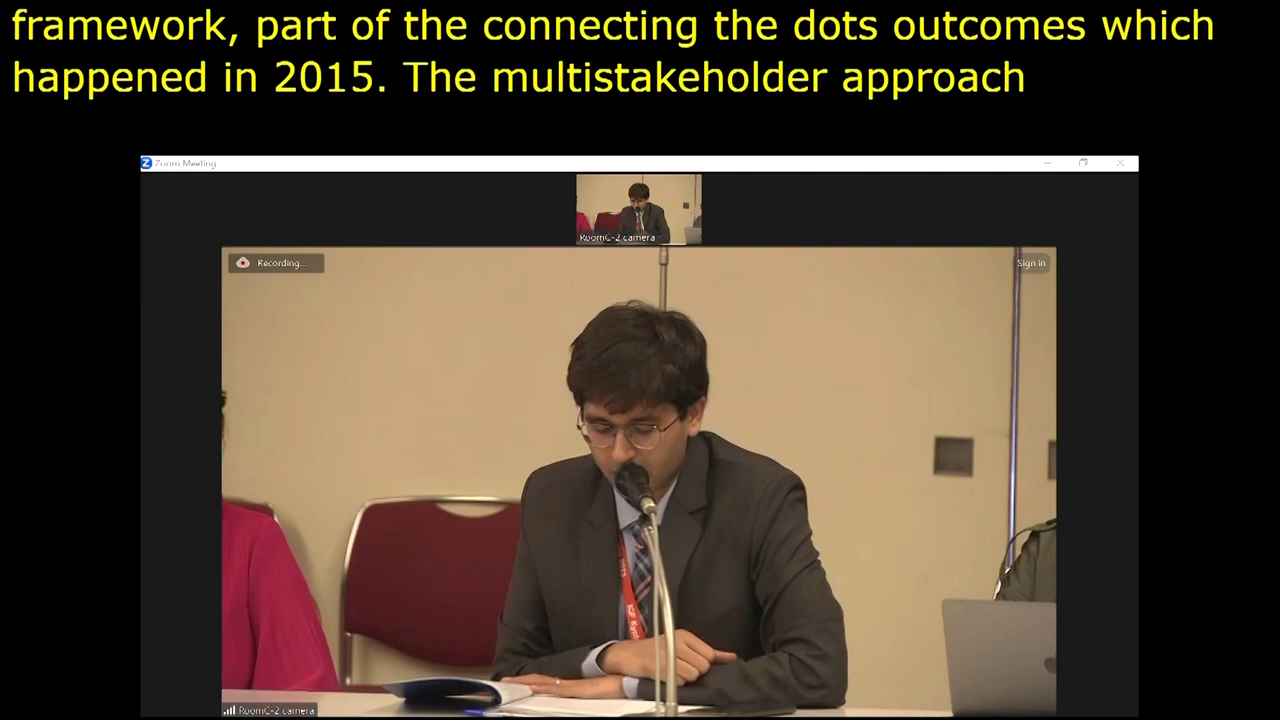 framework, part of the connecting the dots outcomes which
happened in 2015. The multistakeholder approach
Zoom Meeting
RoomC-2 camera
Recording...
Sign in
RoomC-2 camera